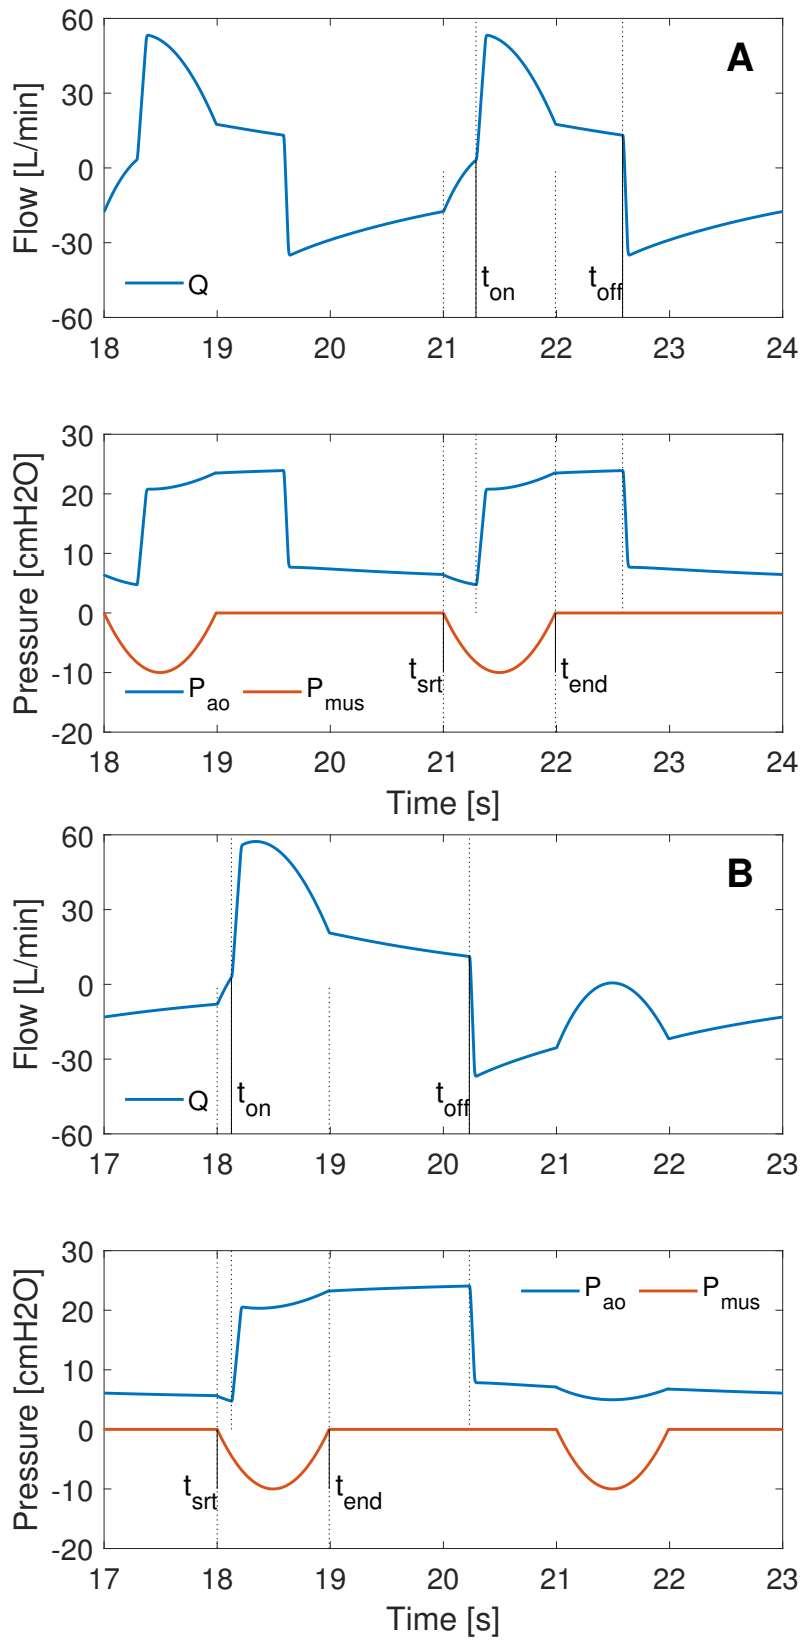 A
Flow [L/min]
60
30
0
-30
-60
Q
t_on
t_off
18 19 20 21 22 23 24
Pressure [cmH2O]
30
20
10
0
-10
-20
t_srt
t_end
P_ao P_mus
18 19 20 21 22 23 24
Time [s]
B
Flow [L/min]
60
30
0
-30
-60
Q
t_on
t_off
17 18 19 20 21 22 23
Pressure [cmH2O]
30
20
10
0
-10
-20
P_ao P_mus
t_srt
t_end
17 18 19 20 21 22 23
Time [s]